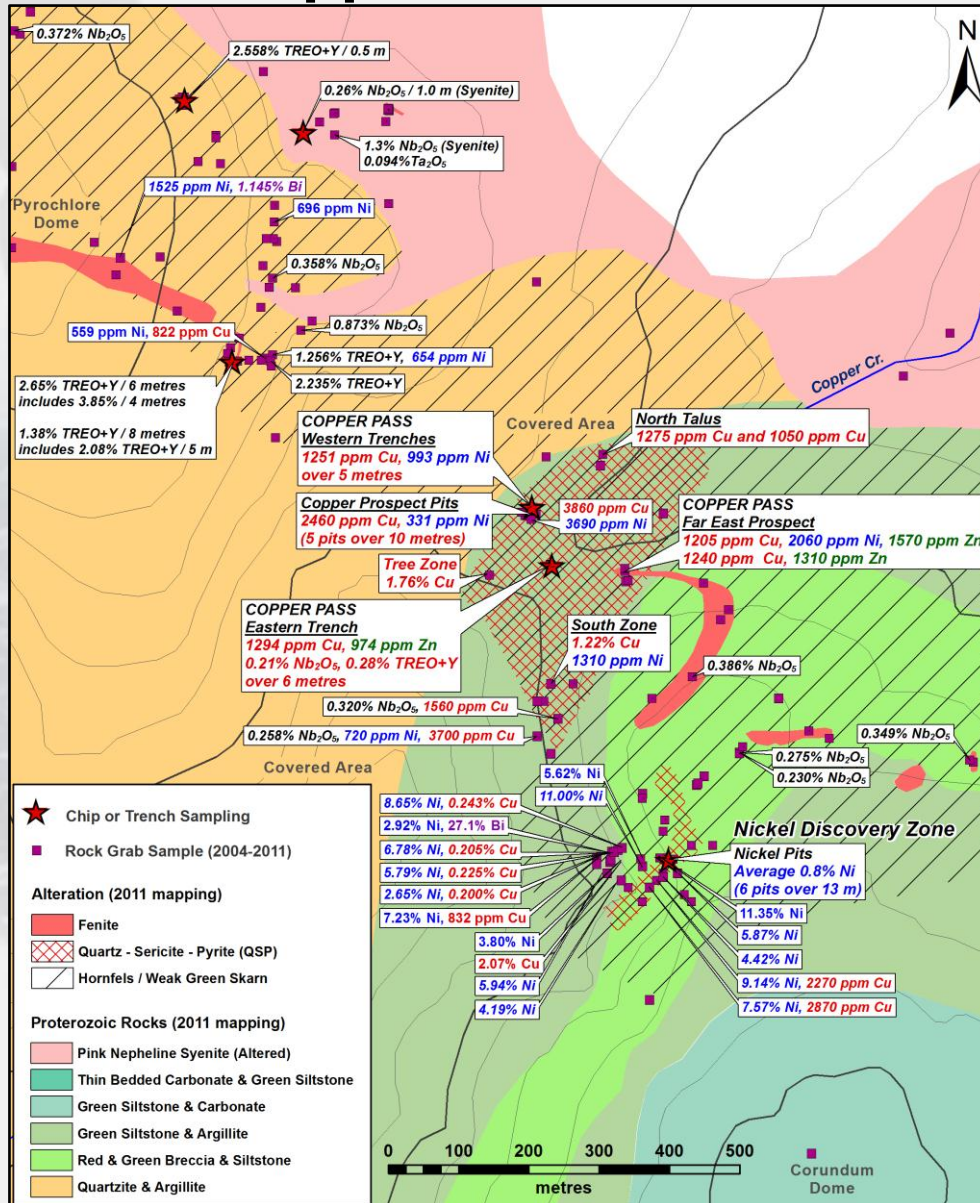 N
0.372% Nb₂O₅
2.558% TREO+Y / 0.5 m
0.26% Nb₂O₅ / 1.0 m (Syenite)
1.3% Nb₂O₅ (Syenite)
0.094%Ta₂O₅
1525 ppm Ni, 1.145% Bi
Pyrochlore
Dome
696 ppm Ni
0.358% Nb₂O₅
0.873% Nb₂O₅
559 ppm Ni, 822 ppm Cu
1.256% TREO+Y, 654 ppm Ni
2.235% TREO+Y
Copper Cr.
2.65% TREO+Y / 6 metres
includes 3.85% / 4 metres
1.38% TREO+Y / 8 metres
includes 2.08% TREO+Y / 5 m
COPPER PASS
Western Trenches
1251 ppm Cu, 993 ppm Ni
over 5 metres
Covered Area
North Talus
1275 ppm Cu and 1050 ppm Cu
Copper Prospect Pits
2460 ppm Cu, 331 ppm Ni
(5 pits over 10 metres)
3860 ppm Cu
3690 ppm Ni
COPPER PASS
Far East Prospect
1205 ppm Cu, 2060 ppm Ni, 1570 ppm Zn
1240 ppm Cu, 1310 ppm Zn
Tree Zone
1.76% Cu
COPPER PASS
Eastern Trench
1294 ppm Cu, 974 ppm Zn
0.21% Nb₂O₅, 0.28% TREO+Y
over 6 metres
South Zone
1.22% Cu
1310 ppm Ni
0.386% Nb₂O₅
0.320% Nb₂O₅, 1560 ppm Cu
0.258% Nb₂O₅, 720 ppm Ni, 3700 ppm Cu
0.349% Nb₂O₅
0.275% Nb₂O₅
0.230% Nb₂O₅
Covered Area
5.62% Ni
11.00% Ni
8.65% Ni, 0.243% Cu
2.92% Ni, 27.1% Bi
6.78% Ni, 0.205% Cu
5.79% Ni, 0.225% Cu
2.65% Ni, 0.200% Cu
7.23% Ni, 832 ppm Cu
3.80% Ni
2.07% Cu
5.94% Ni
4.19% Ni
Nickel Discovery Zone
Nickel Pits
Average 0.8% Ni
(6 pits over 13 m)
11.35% Ni
5.87% Ni
4.42% Ni
9.14% Ni, 2270 ppm Cu
7.57% Ni, 2870 ppm Cu
Chip or Trench Sampling
Rock Grab Sample (2004-2011)
Alteration (2011 mapping)
Fenite
Quartz - Sericite - Pyrite (QSP)
Hornfels / Weak Green Skarn
Proterozoic Rocks (2011 mapping)
Pink Nepheline Syenite (Altered)
Thin Bedded Carbonate & Green Siltstone
Green Siltstone & Carbonate
Green Siltstone & Argillite
Red & Green Breccia & Siltstone
Quartzite & Argillite
0 100 200 300 400 500
metres
Corundum
Dome